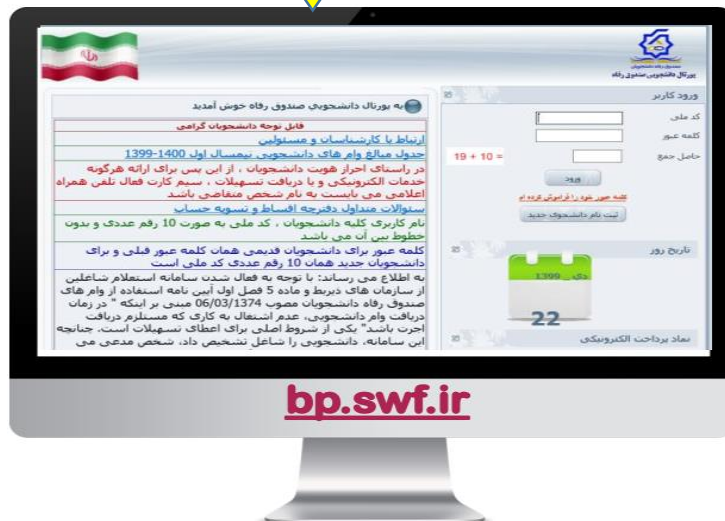 صندوق رفاه دانشجویان
پورتال دانشجویی صندوق رفاه
ورود کاربر
کد ملی
کلمه عبور
حاصل جمع
19 + 10 =
ورود
کلمه عبور خود را فراموش کرده ام
ثبت نام دانشجوی جدید
تاریخ روز
دی _ 1399
22
نماد پرداخت الکترونیکی
به پورتال دانشجویی صندوق رفاه خوش آمدید
قابل توجه دانشجویان گرامی
ارتباط با کارشناسان و مسئولین
جدول مبالغ وام های دانشجویی نیمسال اول 1400-1399
در راستای احراز هویت دانشجویان ، از این پس برای ارائه هرگونه
خدمات الکترونیکی و یا دریافت تسهیلات ، سیم کارت فعال تلفن همراه
اعلامی می بایست به نام شخص متقاضی باشد
سئوالات متداول دفترچه اقساط و تسویه حساب
نام کاربری کلیه دانشجویان ، کد ملی به صورت 10 رقم عددی و بدون
خطوط بین آن می باشد
کلمه عبور برای دانشجویان قدیمی همان کلمه عبور قبلی و برای
دانشجویان جدید همان 10 رقم عددی کد ملی است
به اطلاع می رساند: با توجه به فعال شدن سامانه استعلام شاغلین
از سازمان های ذیربط و ماده 5 فصل اول آیین نامه استفاده از وام های
صندوق رفاه دانشجویان مصوب 06/03/1374 مبنی بر اینکه " در زمان
دریافت وام دانشجویی، عدم اشتغال به کاری که مستلزم دریافت
اجرت باشد" یکی از شروط اصلی برای اعطای تسهیلات است. چنانچه
این سامانه، دانشجویی را شاغل تشخیص داد، شخص مدعی می
bp.swf.ir